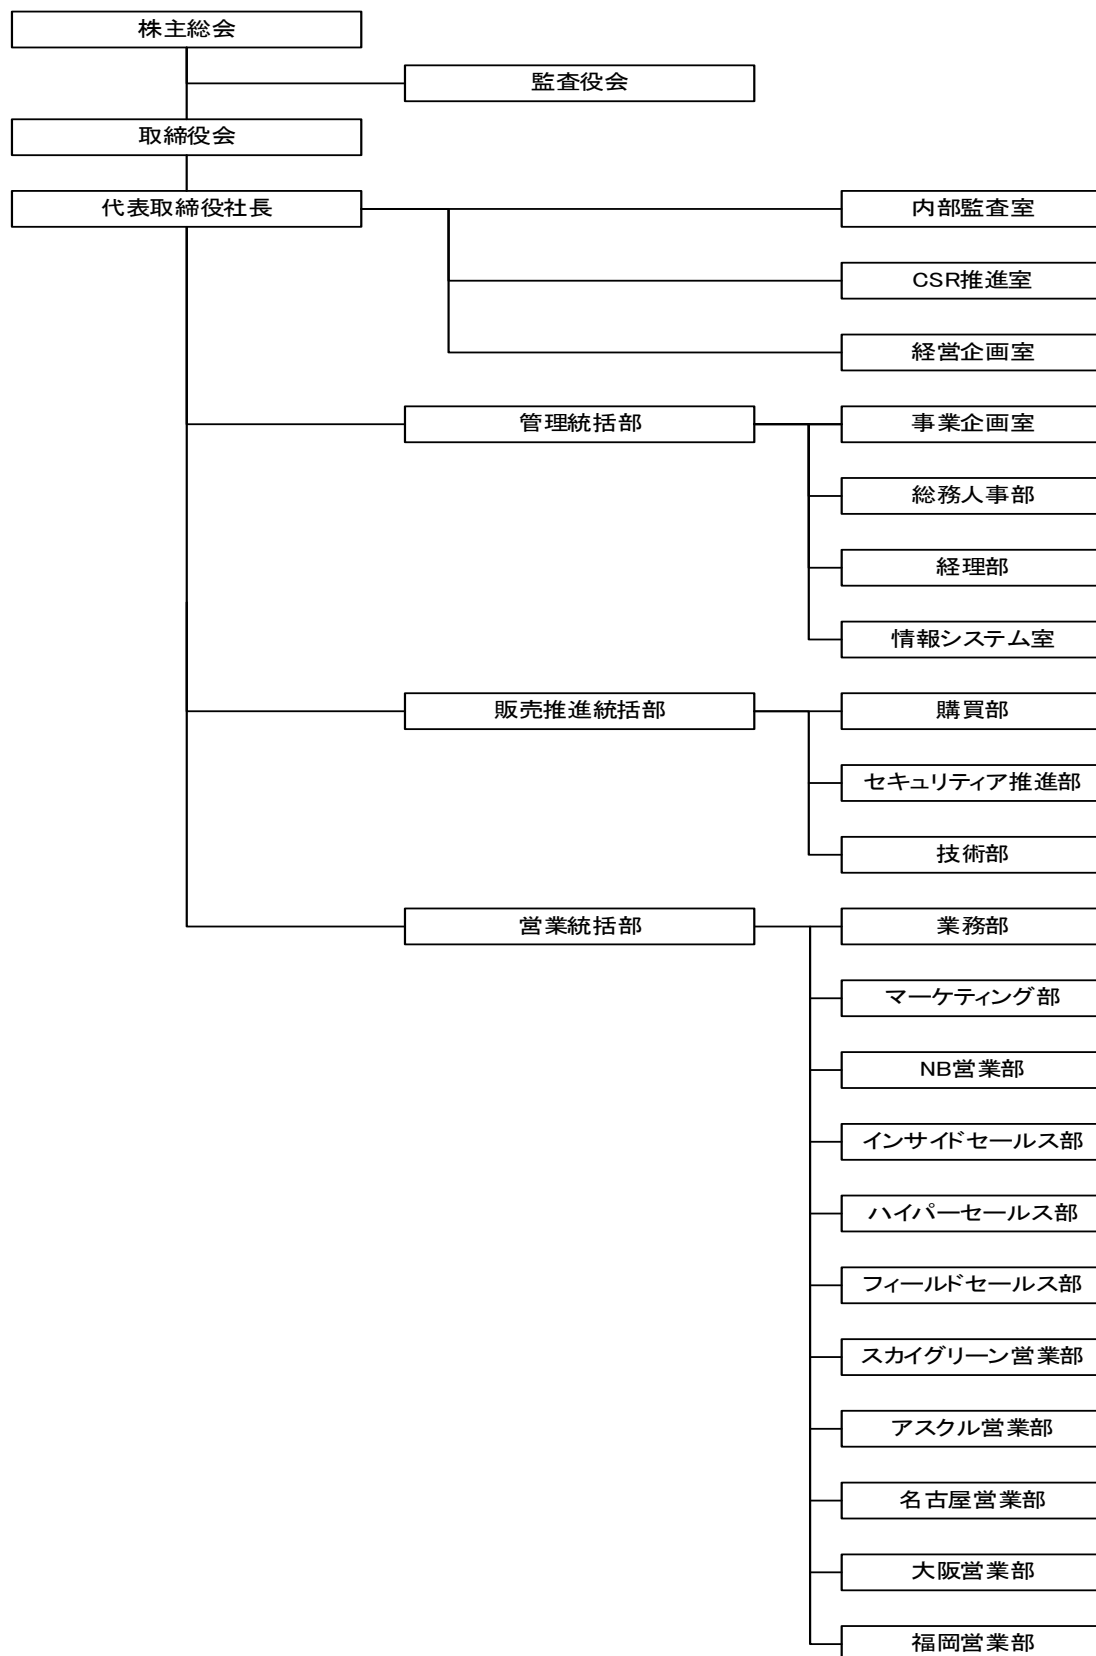 株主総会
監査役会
取締役会
代表取締役社長
内部監査室
CSR推進室
経営企画室
管理統括部
事業企画室
総務人事部
経理部
情報システム室
販売推進統括部
購買部
セキュリティア推進部
技術部
営業統括部
業務部
マーケティング部
NB営業部
インサイドセールス部
ハイパーセールス部
フィールドセールス部
スカイグリーン営業部
アスクル営業部
名古屋営業部
大阪営業部
福岡営業部